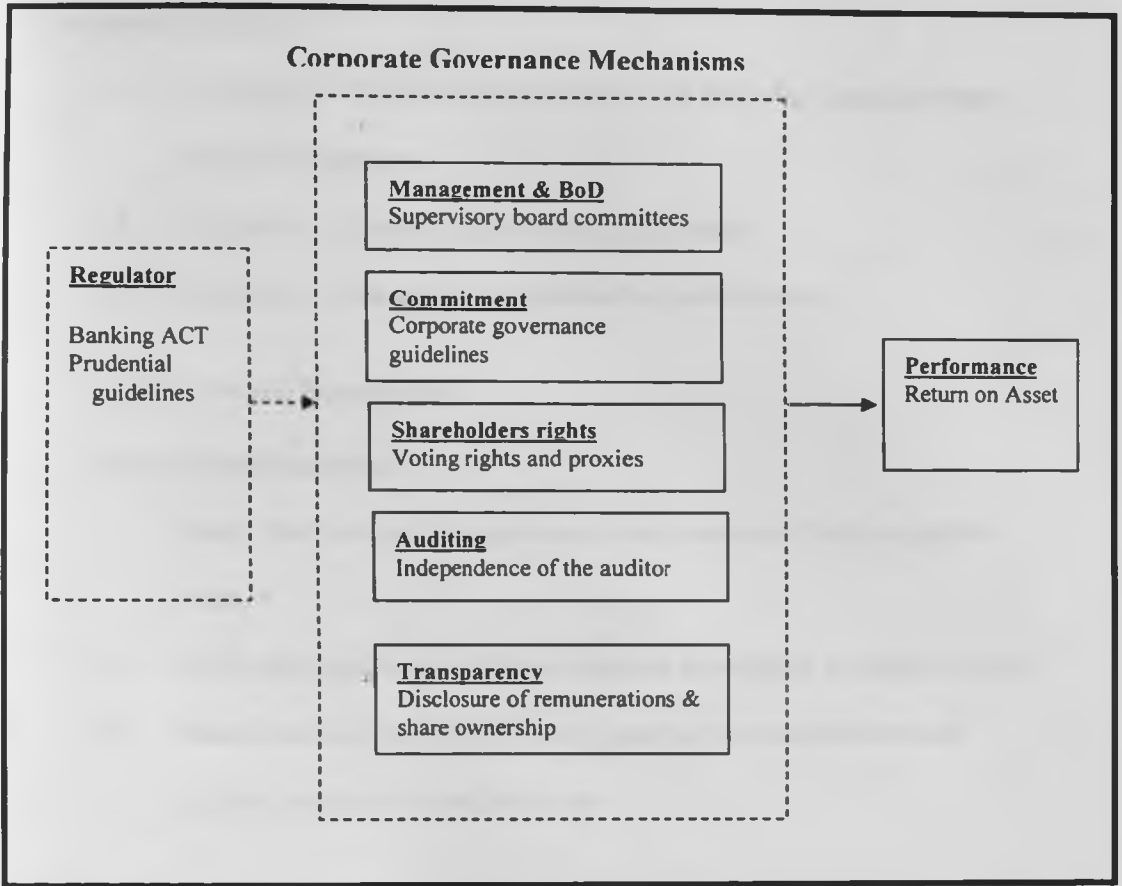 Corporate Governance Mechanisms
Regulator
Banking ACT
Prudential
guidelines
Management & BoD
Supervisory board committees
Commitment
Corporate governance
guidelines
Shareholders rights
Voting rights and proxies
Auditing
Independence of the auditor
Transparency
Disclosure of remunerations &
share ownership
Performance
Return on Asset